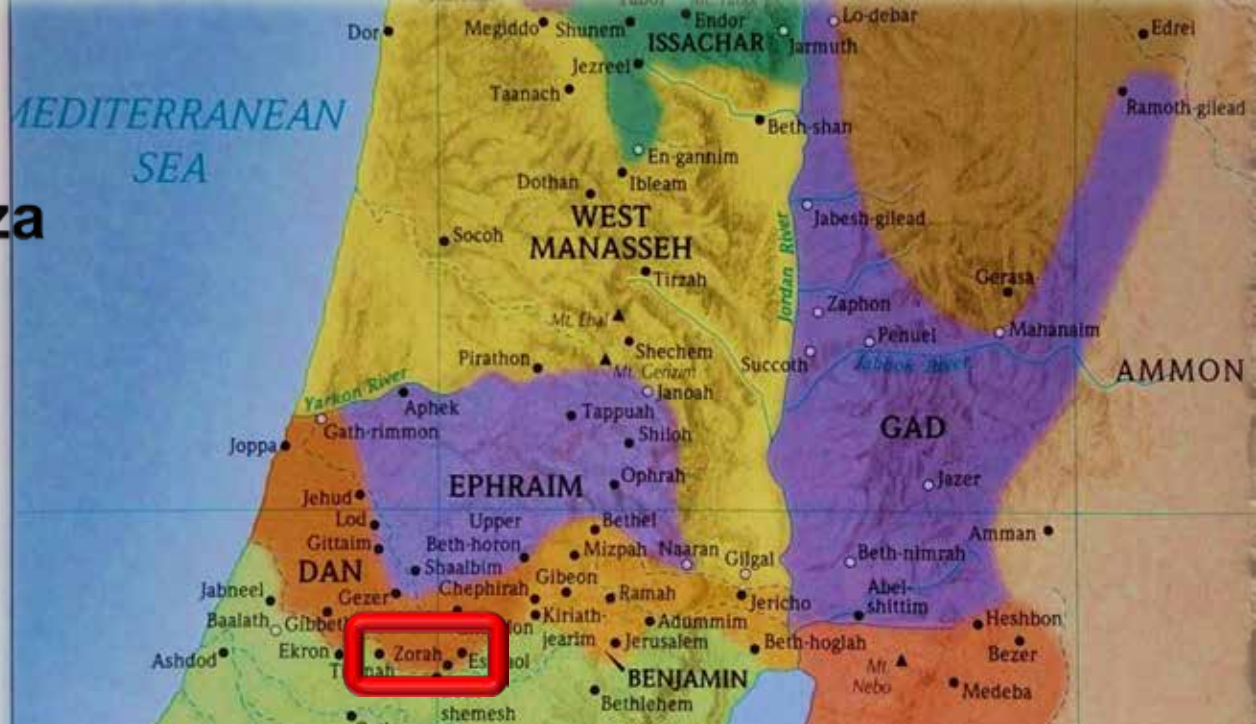 Endor
Megiddo
Shunem
Dor
Lo-debar
Edrei
ISSACHAR
Jarmuth
Jezreel
Taanach
MEDITERRANEAN
SEA
Ramoth-gilead
Beth-shan
En-gannim
Dothan
Ibleam
za
WEST
MANASSEH
Jabesh-gilead
Socoh
Jordan River
Tirzah
Gerasa
Zaphon
Mt. Ebal
Penuel
Mahanaim
Shechem
Pirathon
Mt. Gerizim
Succoth
Jabbok River
AMMON
Yarkon River
Janoah
Aphek
Tappuah
Gath-rimmon
Shiloh
GAD
Joppa
Ophrah
EPHRAIM
Jazer
Jehud
Lod
Upper
Beth-horon
Bethel
Amman
Gittaim
Mizpah
Naaran
Gilgal
Beth-nimrah
Shaalbim
DAN
Gibeon
Chephirah
Abel-
shittim
Jabneel
Gezer
Ramah
Jericho
Baalath
Kiriath-
jearim
Adummim
Heshbon
Jerusalem
Beth-hoglah
Ashdod
Ekron
Zorah
Bezer
Mt.
Nebo
BENJAMIN
Medeba
Bethlehem
shemesh